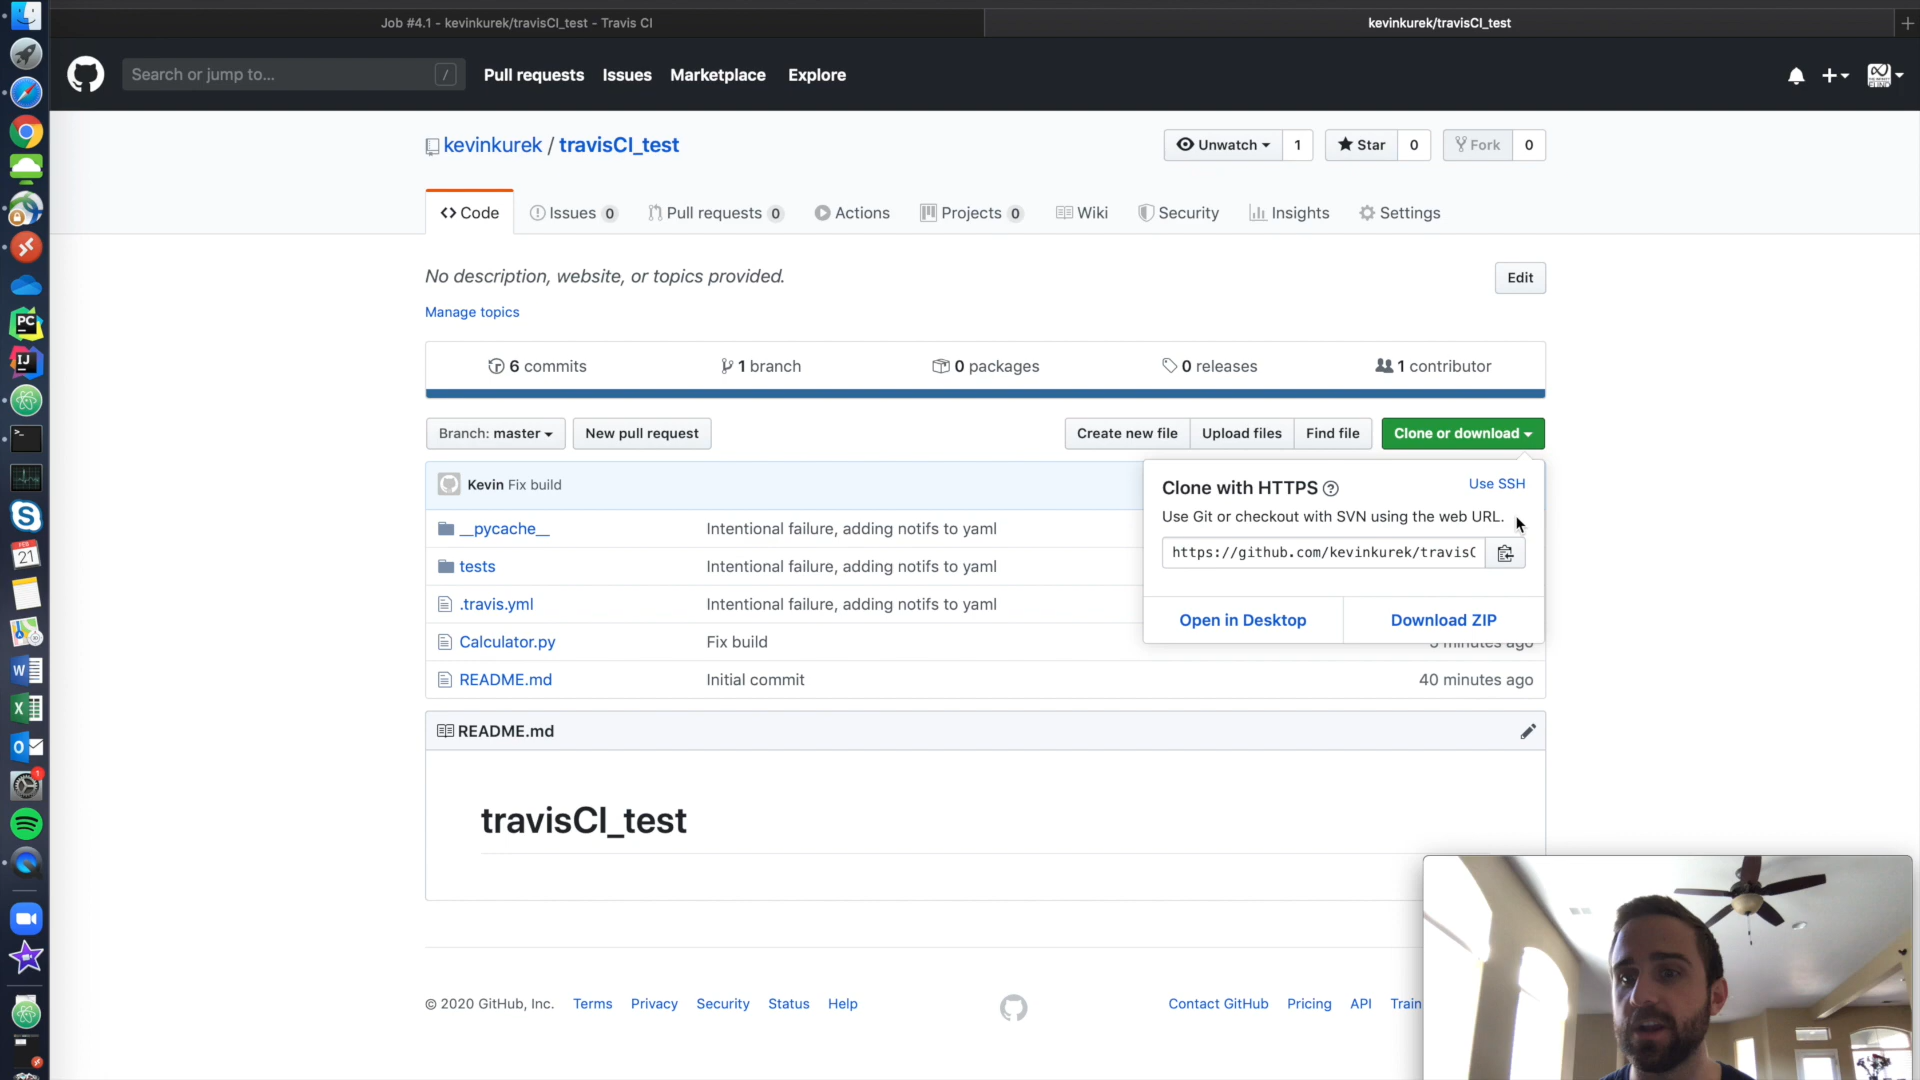 Job #4.1 - kevinkurek/travisCI_test - Travis CI
kevinkurek/travisCI_test
Search or jump to...
/
Pull requests
Issues
Marketplace
Explore
kevinkurek / travisCI_test
Unwatch 1
Star 0
Fork 0
Code
Issues 0
Pull requests 0
Actions
Projects 0
Wiki
Security
Insights
Settings
No description, website, or topics provided.
Edit
Manage topics
6 commits
1 branch
0 packages
0 releases
1 contributor
Branch: master
New pull request
Create new file
Upload files
Find file
Clone or download
Kevin Fix build
Clone with HTTPS
Use SSH
Use Git or checkout with SVN using the web URL.
https://github.com/kevinkurek/travisC
Open in Desktop
Download ZIP
__pycache__ Intentional failure, adding notifs to yaml
tests Intentional failure, adding notifs to yaml
.travis.yml Intentional failure, adding notifs to yaml
Calculator.py Fix build
minutes ago
README.md Initial commit 40 minutes ago
README.md
travisCI_test
© 2020 GitHub, Inc.
Terms
Privacy
Security
Status
Help
Contact GitHub
Pricing
API
Train
PC
IJ
FEB
21
W
X
O
1